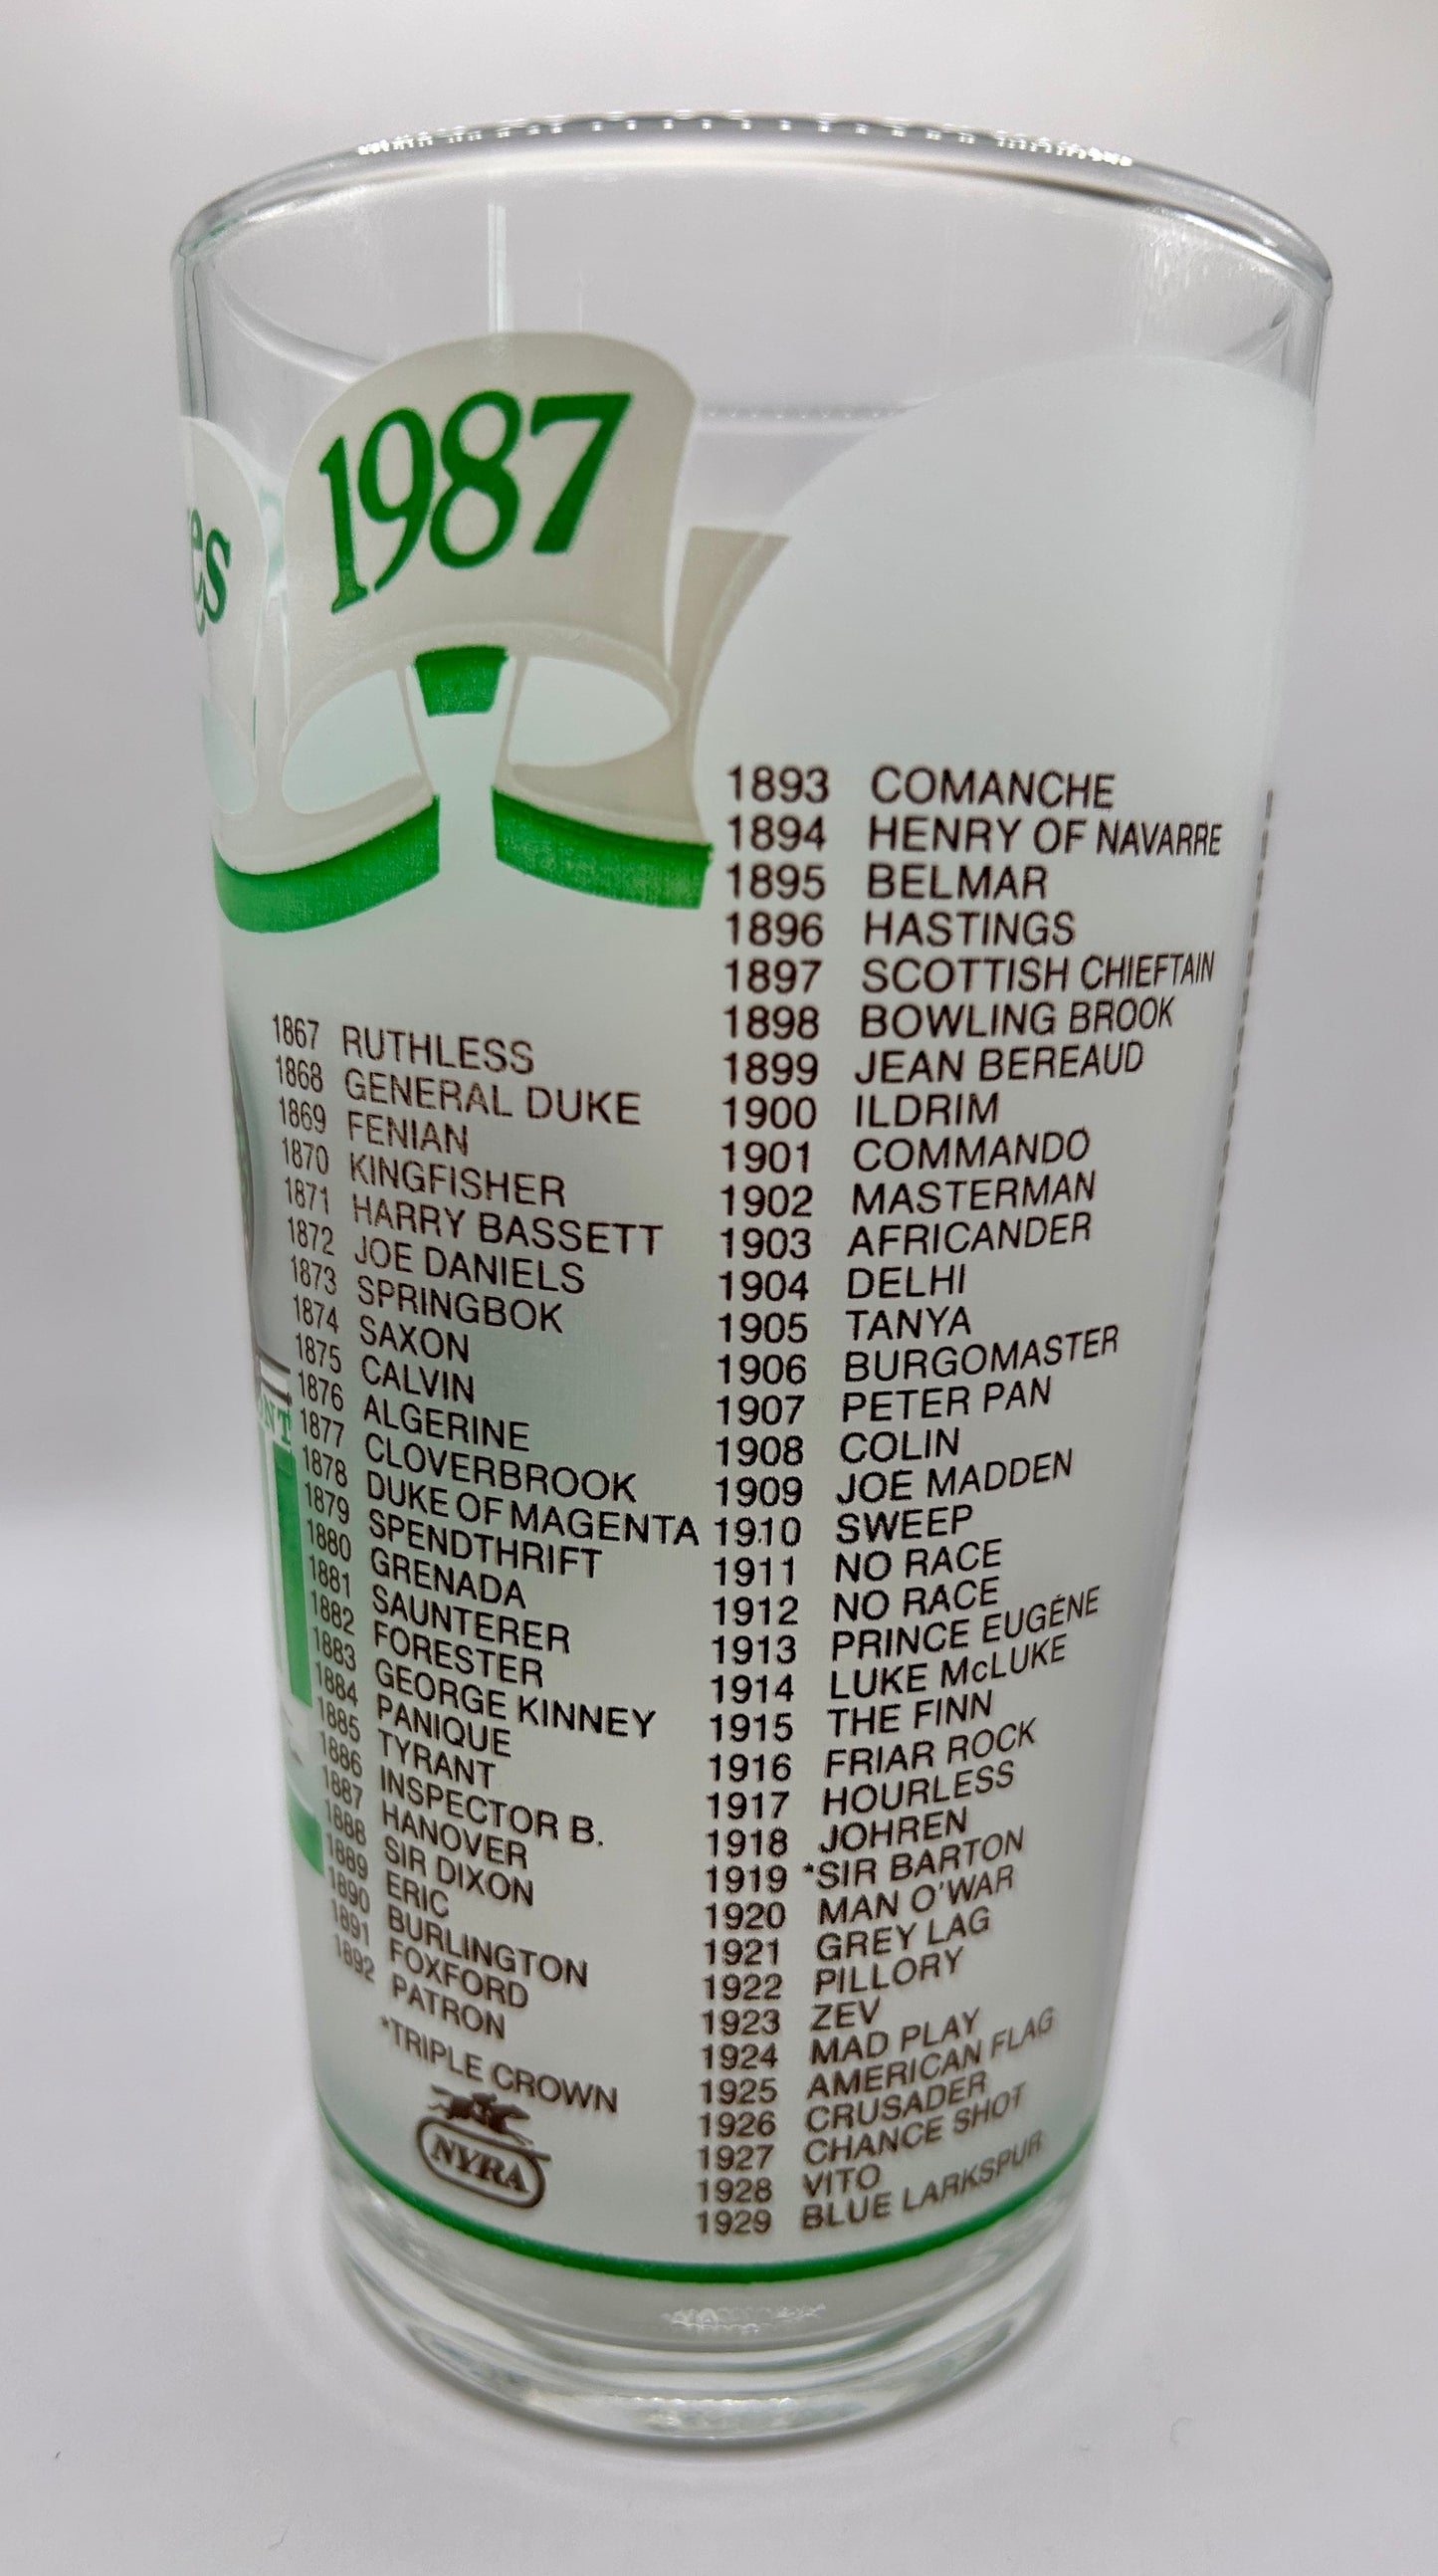 es
1987
1867 RUTHLESS
1868 GENERAL DUKE
1869 FENIAN
1870 KINGFISHER
1871 HARRY BASSETT
1872 JOE DANIELS
1873 SPRINGBOK
1874 SAXON
1875 CALVIN
1876 ALGERINE
1877 CLOVERBROOK
1878 DUKE OF MAGENTA
1879 SPENDTHRIFT
1880 GRENADA
1881 SAUNTERER
1882 FORESTER
1883 GEORGE KINNEY
1884 PANIQUE
1885 TYRANT
1886 INSPECTOR B.
1887 HANOVER
1888 SIR DIXON
1889 ERIC
1890 BURLINGTON
1891 FOXFORD
1892 PATRON
*TRIPLE CROWN
NYRA
1893 COMANCHE
1894 HENRY OF NAVARRE
1895 BELMAR
1896 HASTINGS
1897 SCOTTISH CHIEFTAIN
1898 BOWLING BROOK
1899 JEAN BEREAUD
1900 ILDRIM
1901 COMMANDO
1902 MASTERMAN
1903 AFRICANDER
1904 DELHI
1905 TANYA
1906 BURGOMASTER
1907 PETER PAN
1908 COLIN
1909 JOE MADDEN
1910 SWEEP
1911 NO RACE
1912 NO RACE
1913 PRINCE EUGÉNE
1914 LUKE McLUKE
1915 THE FINN
1916 FRIAR ROCK
1917 HOURLESS
1918 JOHREN
1919 *SIR BARTON
1920 MAN O'WAR
1921 GREY LAG
1922 PILLORY
1923 ZEV
1924 MAD PLAY
1925 AMERICAN FLAG
1926 CRUSADER
1927 CHANCE SHOT
1928 VITO
1929 BLUE LARKSPUR
NT